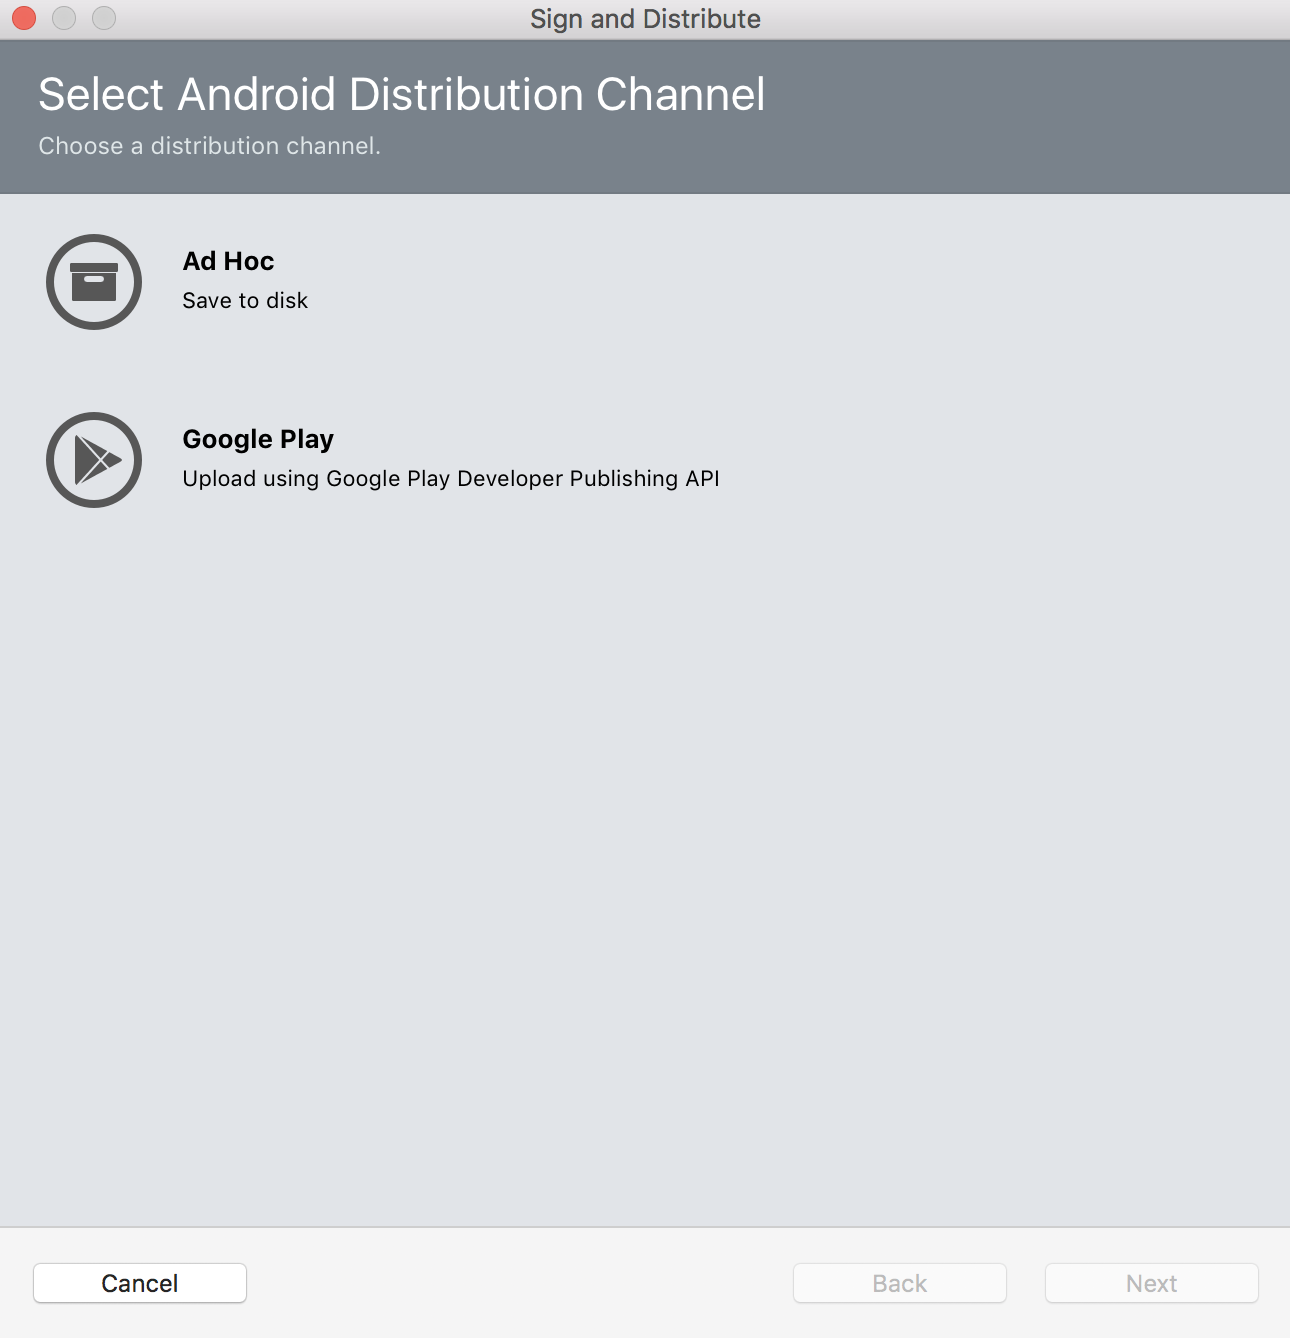 Sign and Distribute
Select Android Distribution Channel
Choose a distribution channel.
Ad Hoc
Save to disk
Google Play
Upload using Google Play Developer Publishing API
Cancel
Back
Next